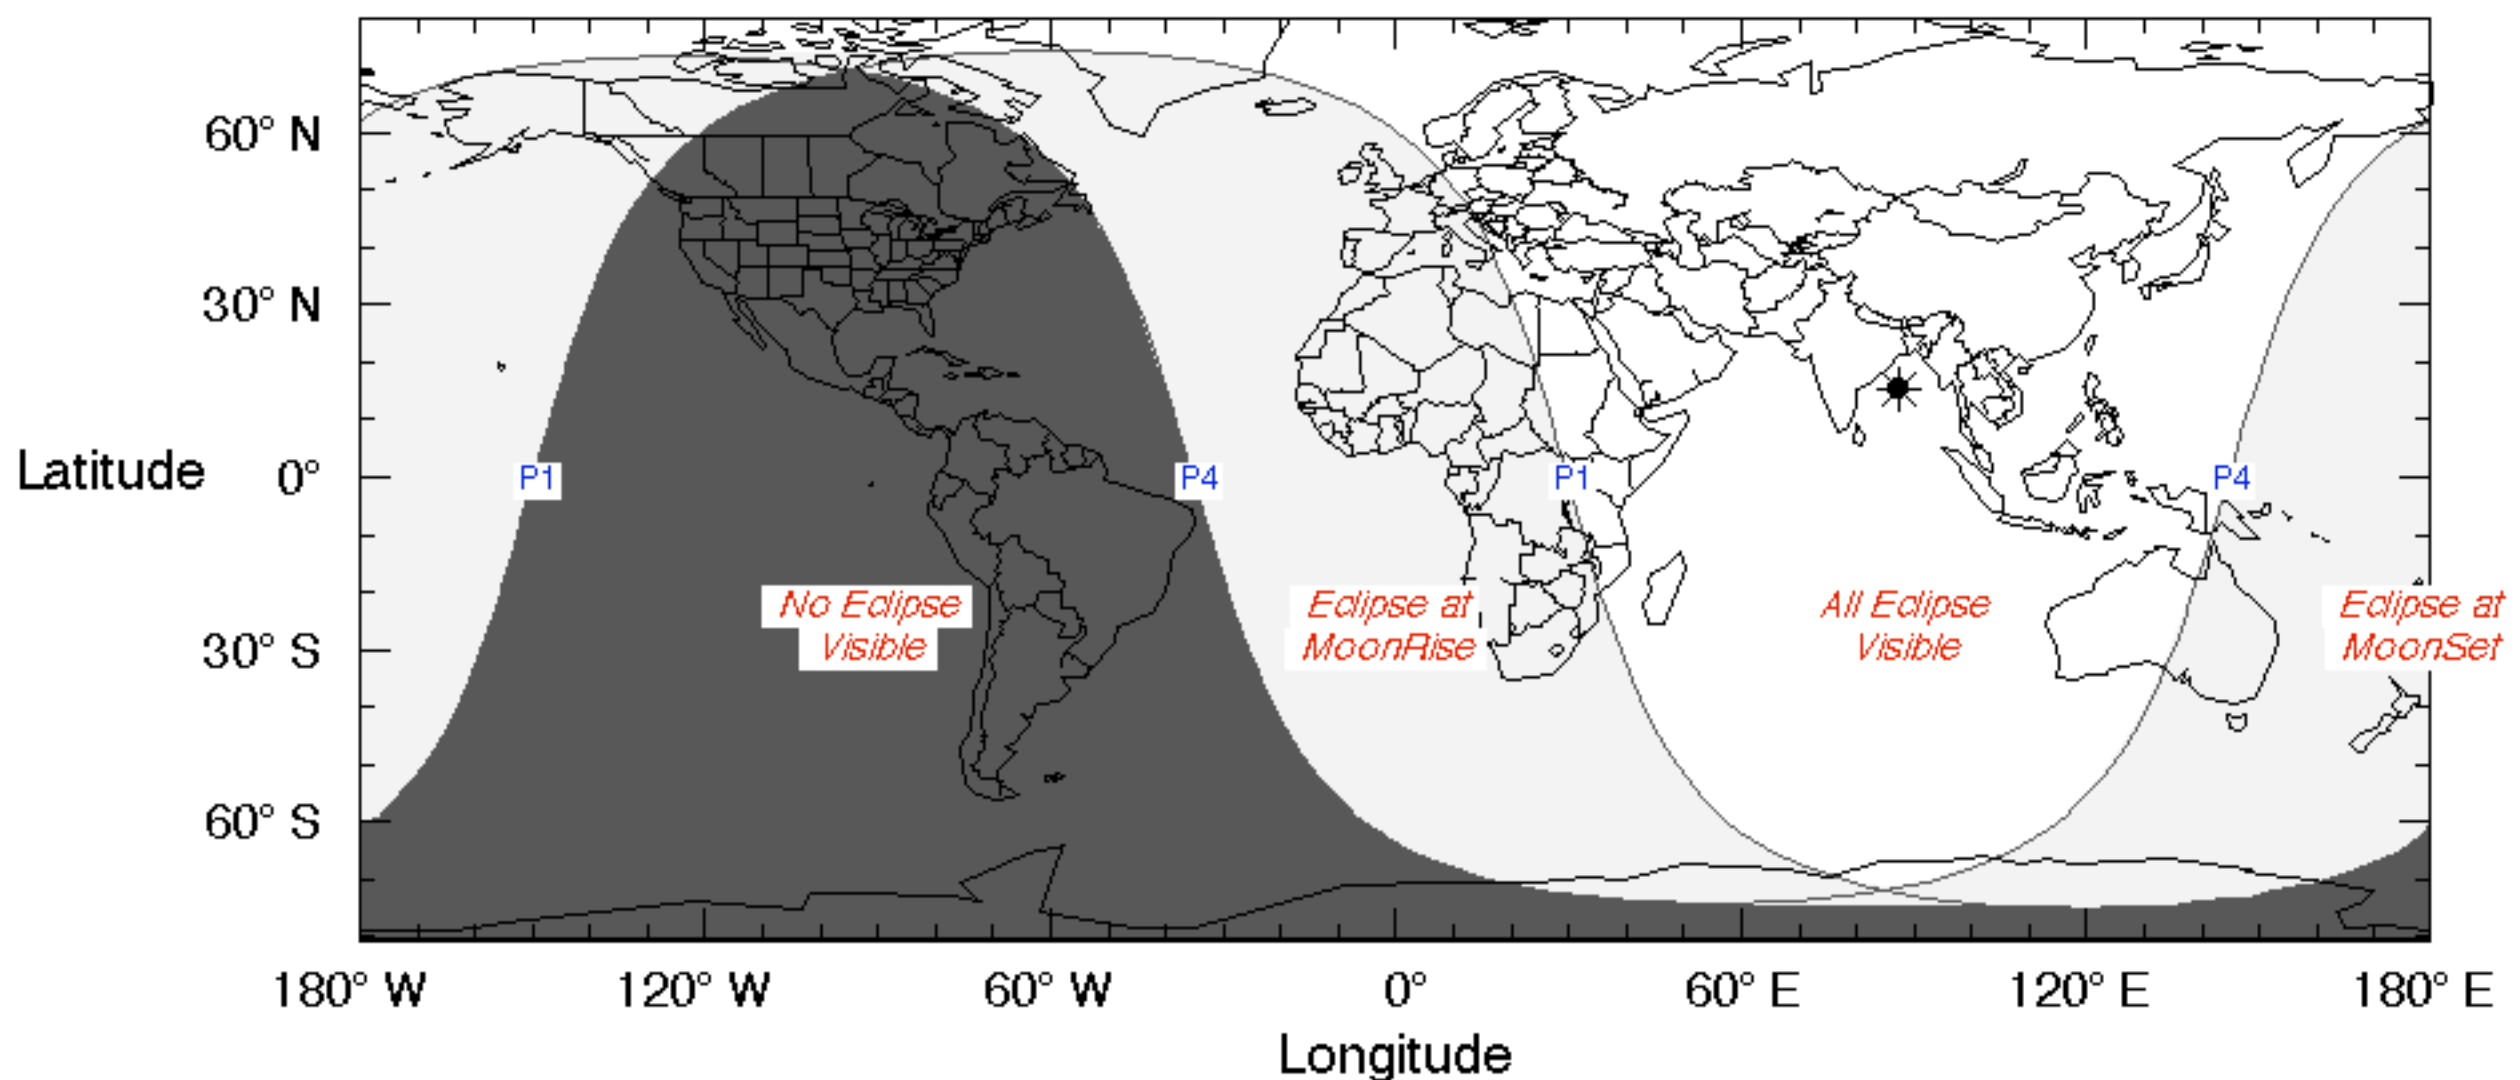 60° N
30° N
Latitude 0°
30° S
60° S
P1
P4
P1
P4
No Eclipse
Visible
Eclipse at
MoonRise
All Eclipse
Visible
Eclipse at
MoonSet
180° W
120° W
60° W
0°
60° E
120° E
180° E
Longitude